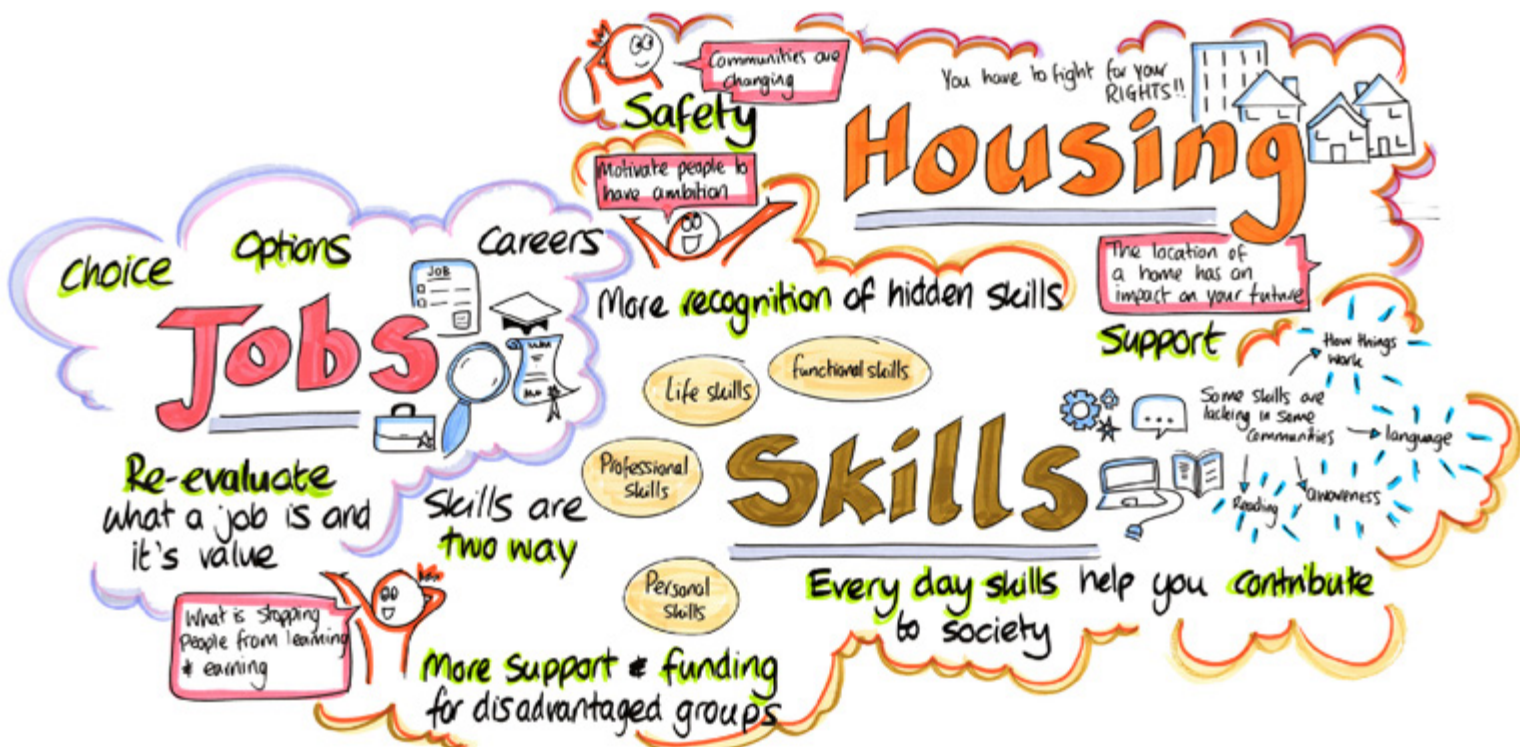 Communities are
changing
Safety
You have to fight for your
RIGHTS!!
Housing
Motivate people to
have ambition
The location of
a home has an
impact on your future
Support
choice
Options
Careers
JOB
Jobs
Re-evaluate
what a job is and
it's value
What is stopping
people from learning
& earning
More recognition of hidden skills
Life skills
functional skills
Professional
skills
Personal
skills
Skills
Skills are
two way
How things
work
Some skills are
lacking in some
communities
language
awareness
Reading
Every day skills help you contribute
to society
More support & funding
for disadvantaged groups